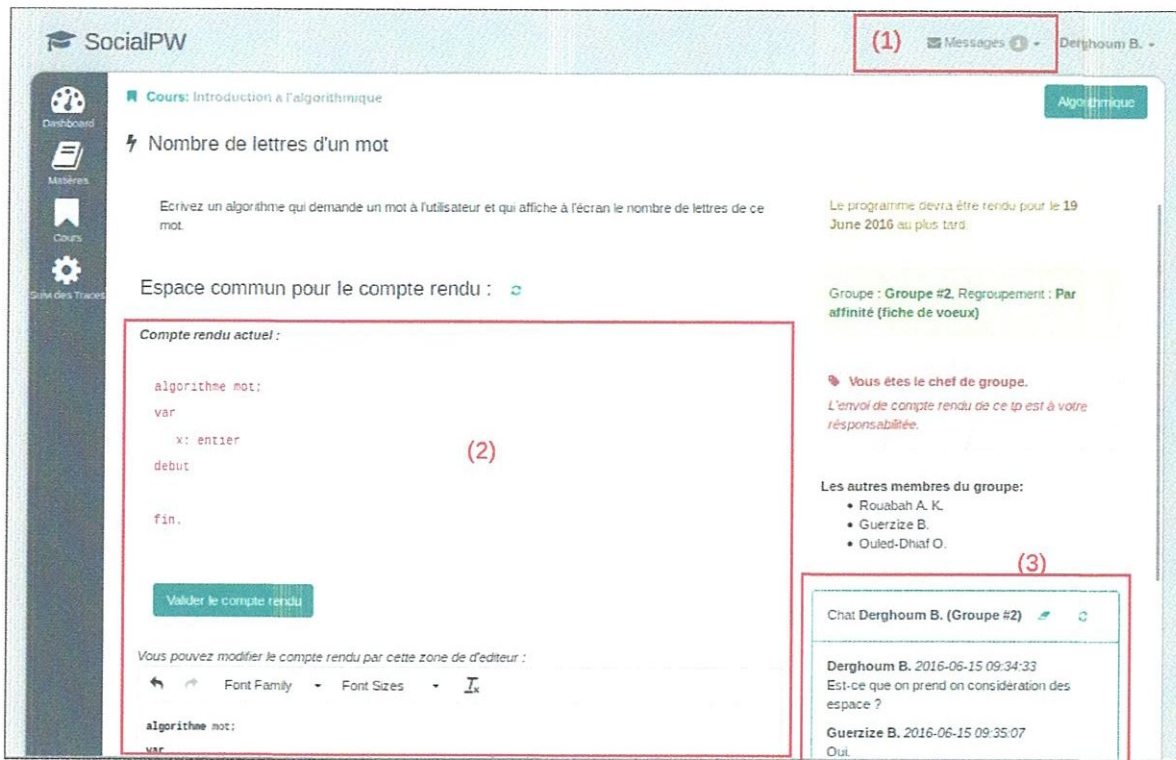 SocialPW
(1)
Messages 1
Derghoum B.
Dashboard
Matières
Cours
Suivi des Traces
Cours: Introduction a l'algorithmique
Algorithmique
Nombre de lettres d'un mot
Ecrivez un algorithme qui demande un mot à l'utilisateur et qui affiche à l'écran le nombre de lettres de ce
mot.
Espace commun pour le compte rendu :
Compte rendu actuel :
algorithme mot;
var
x: entier
debut
fin.
(2)
Valider le compte rendu
Vous pouvez modifier le compte rendu par cette zone de d'editeur :
Font Family
Font Sizes
algorithme mot;
var
Le programme devra être rendu pour le 19
June 2016 au plus tard.
Groupe : Groupe #2, Regroupement : Par
affinité (fiche de voeux)
Vous êtes le chef de groupe.
L'envoi de compte rendu de ce tp est à votre
résponsabilitée.
Les autres membres du groupe:
• Rouabah A. K.
• Guerzize B.
• Ouled-Dhiaf O.
(3)
Chat Derghoum B. (Groupe #2)
Derghoum B. 2016-06-15 09:34:33
Est-ce que on prend on considération des
espace ?
Guerzize B. 2016-06-15 09:35:07
Oui.